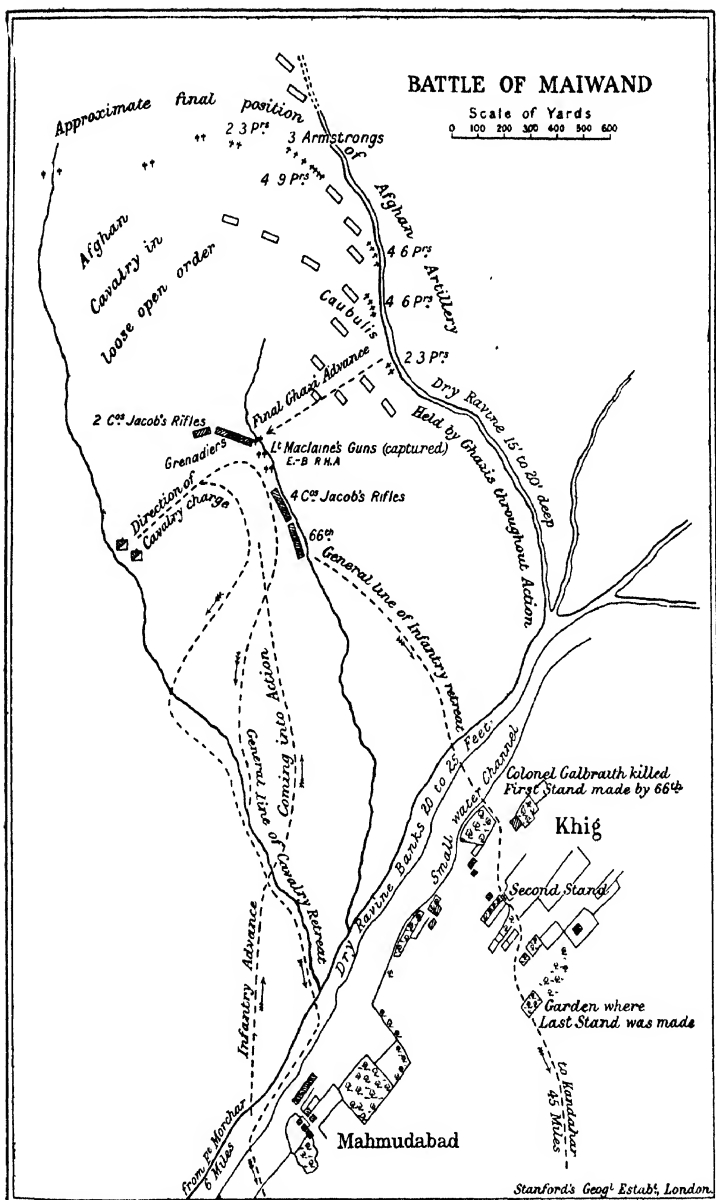 BATTLE OF MAIWAND
Scale of Yards
0 100 200 300 400 500 600
Approximate final position of Afghan Artillery
2 3 Prs
3 Armstrongs
4 9 Prs
Afghan
Cavalry in
loose open order
4 6 Prs
4 6 Prs
Caubulis
2 3 Prs
Final Ghazi Advance
Dry Ravine 15' to 20' deep
Held by Ghazis throughout Action
2 Cos Jacob's Rifles
Grenadiers
Lt Maclaine's Guns (captured)
E.-B R H.A
4 Cos Jacob's Rifles
66th
Direction of
Cavalry charge
General line of Infantry retreat
Coming into Action
General line of Cavalry Retreat
Infantry Advance
Dry Ravine Banks 20 to 25 Feet.
Small water Channel
Colonel Galbraith killed
First Stand made by 66th
Khig
Second Stand
Garden where
Last Stand was made
to Kandahar
45 Miles
Mahmudabad
from Ft Morchar
6 Miles
Stanford's Geogl Estabt, London.